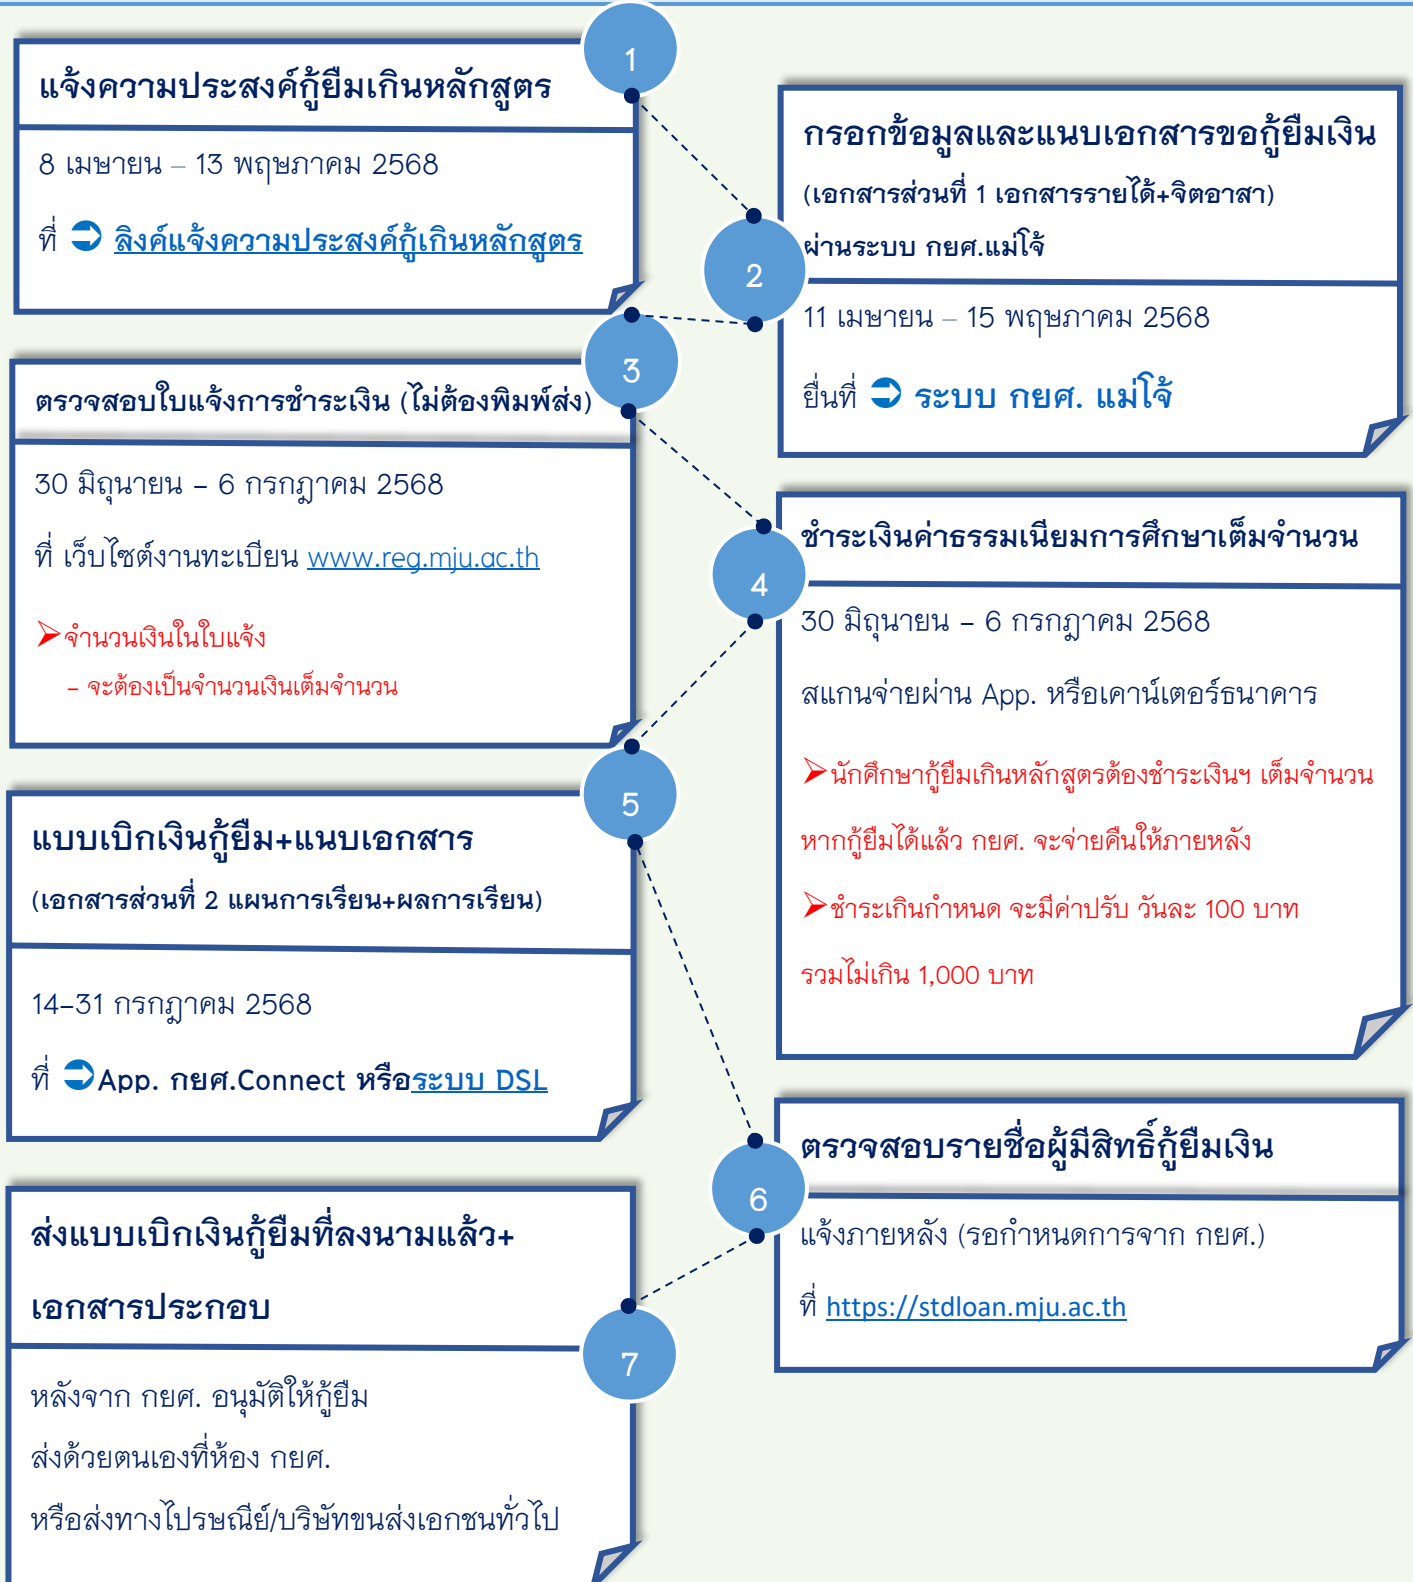 1
แจ้งความประสงค์กู้ยืมเกินหลักสูตร
8 เมษายน – 13 พฤษภาคม 2568
ที่ ลิงค์แจ้งความประสงค์กู้เกินหลักสูตร
2
กรอกข้อมูลและแนบเอกสารขอกู้ยืมเงิน
(เอกสารส่วนที่ 1 เอกสารรายได้+จิตอาสา)
ผ่านระบบ กยศ.แม่โจ้
11 เมษายน – 15 พฤษภาคม 2568
ยื่นที่ ระบบ กยศ. แม่โจ้
3
ตรวจสอบใบแจ้งการชำระเงิน (ไม่ต้องพิมพ์ส่ง)
30 มิถุนายน – 6 กรกฎาคม 2568
ที่ เว็บไซต์งานทะเบียน www.reg.mju.ac.th
จำนวนเงินในใบแจ้ง
– จะต้องเป็นจำนวนเงินเต็มจำนวน
4
ชำระเงินค่าธรรมเนียมการศึกษาเต็มจำนวน
30 มิถุนายน – 6 กรกฎาคม 2568
สแกนจ่ายผ่าน App. หรือเคาน์เตอร์ธนาคาร
นักศึกษากู้ยืมเกินหลักสูตรต้องชำระเงินฯ เต็มจำนวน
หากกู้ยืมได้แล้ว กยศ. จะจ่ายคืนให้ภายหลัง
ชำระเกินกำหนด จะมีค่าปรับ วันละ 100 บาท
รวมไม่เกิน 1,000 บาท
5
แบบเบิกเงินกู้ยืม+แนบเอกสาร
(เอกสารส่วนที่ 2 แผนการเรียน+ผลการเรียน)
14–31 กรกฎาคม 2568
ที่ App. กยศ.Connect หรือระบบ DSL
6
ตรวจสอบรายชื่อผู้มีสิทธิ์กู้ยืมเงิน
แจ้งภายหลัง (รอกำหนดการจาก กยศ.)
ที่ https://stdloan.mju.ac.th
7
ส่งแบบเบิกเงินกู้ยืมที่ลงนามแล้ว+
เอกสารประกอบ
หลังจาก กยศ. อนุมัติให้กู้ยืม
ส่งด้วยตนเองที่ห้อง กยศ.
หรือส่งทางไปรษณีย์/บริษัทขนส่งเอกชนทั่วไป